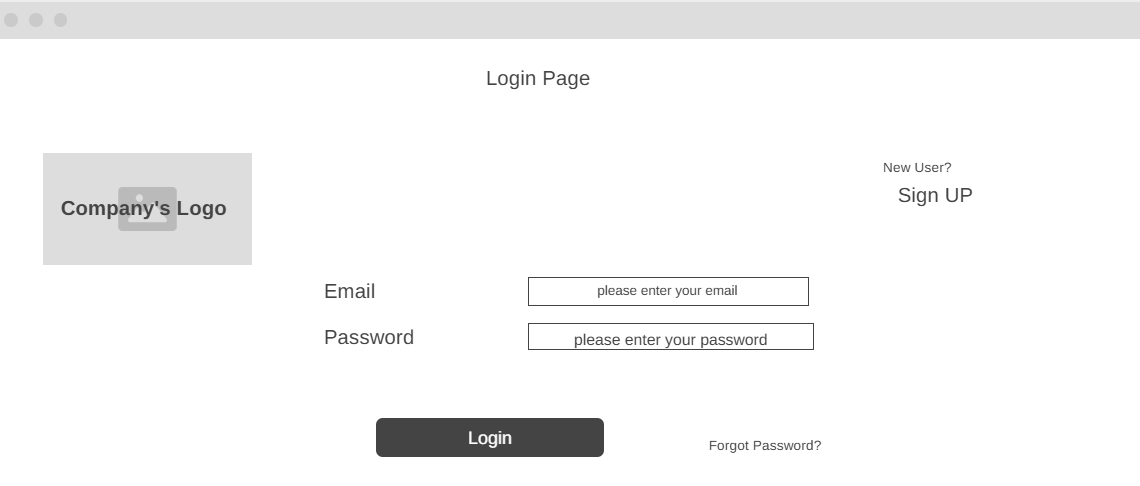 Login Page
Company's Logo
New User?
Sign UP
Email
please enter your email
Password
please enter your password
Login
Forgot Password?